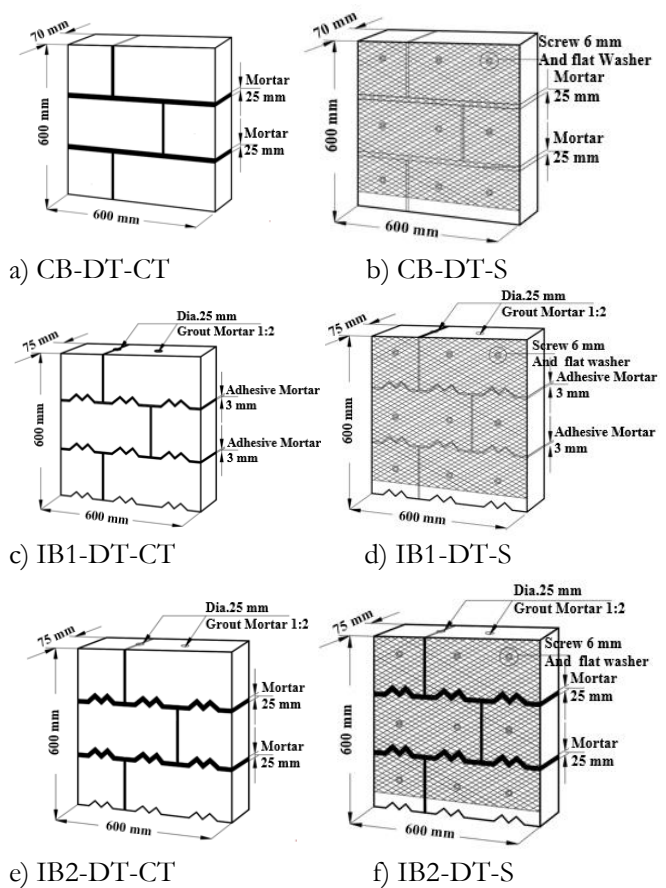 70 mm
600 mm
600 mm
Mortar
25 mm
Mortar
25 mm
a) CB-DT-CT
70 mm
600 mm
600 mm
Screw 6 mm
And flat Washer
Mortar
25 mm
Mortar
25 mm
b) CB-DT-S
75 mm
Dia.25 mm
Grout Mortar 1:2
600 mm
600 mm
Adhesive Mortar
3 mm
Adhesive Mortar
3 mm
c) IB1-DT-CT
75 mm
Dia.25 mm
Grout Mortar 1:2
Screw 6 mm
And flat washer
600 mm
600 mm
Adhesive Mortar
3 mm
Adhesive Mortar
3 mm
d) IB1-DT-S
75 mm
Dia.25 mm
Grout Mortar 1:2
600 mm
600 mm
Mortar
25 mm
Mortar
25 mm
e) IB2-DT-CT
75 mm
Dia.25 mm
Grout Mortar 1:2
Screw 6 mm
And flat washer
600 mm
600 mm
Mortar
25 mm
Mortar
25 mm
f) IB2-DT-S